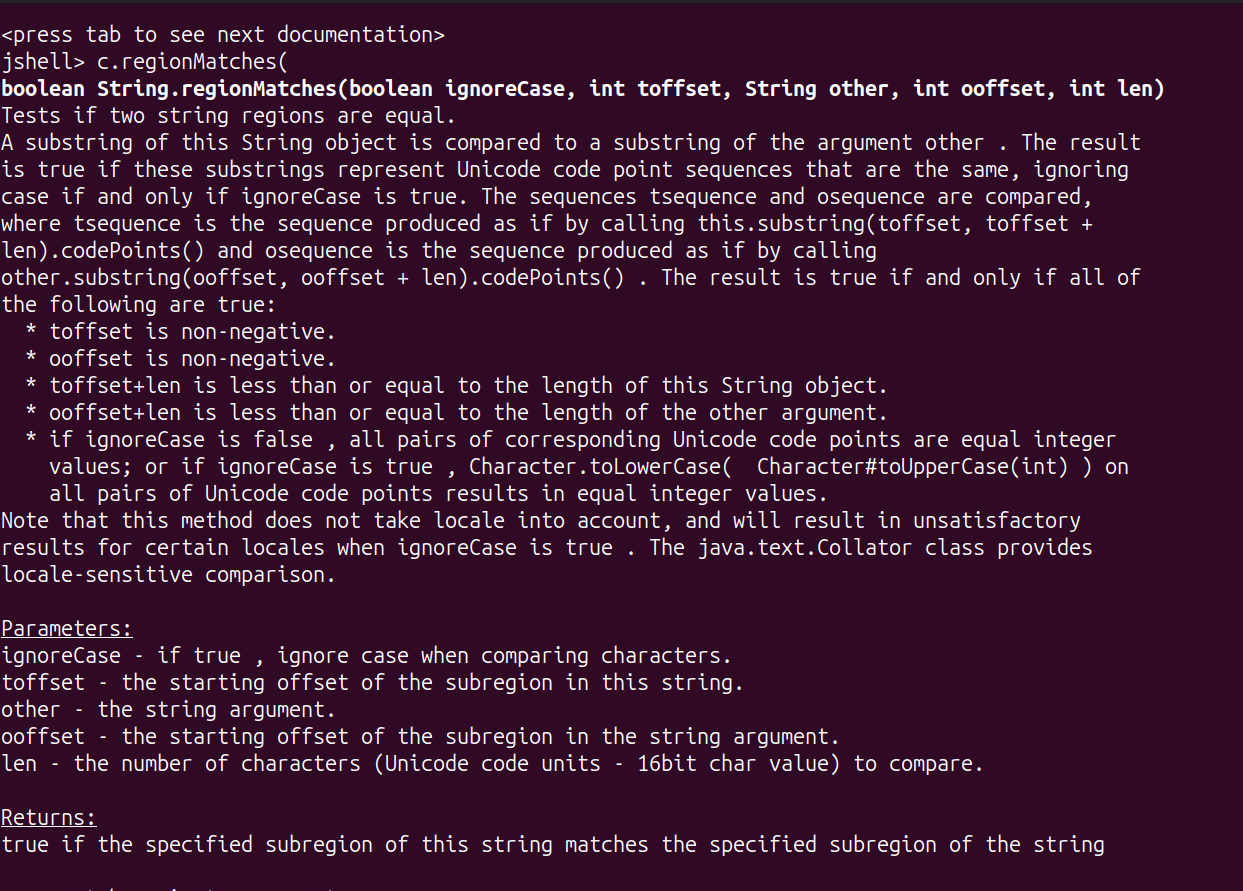 <press tab to see next documentation>
jshell> c.regionMatches(
boolean String.regionMatches(boolean ignoreCase, int toffset, String other, int ooffset, int len)
Tests if two string regions are equal.
A substring of this String object is compared to a substring of the argument other . The result
is true if these substrings represent Unicode code point sequences that are the same, ignoring
case if and only if ignoreCase is true. The sequences tsequence and osequence are compared,
where tsequence is the sequence produced as if by calling this.substring(toffset, toffset +
len).codePoints() and osequence is the sequence produced as if by calling
other.substring(ooffset, ooffset + len).codePoints() . The result is true if and only if all of
the following are true:
  * toffset is non-negative.
  * ooffset is non-negative.
  * toffset+len is less than or equal to the length of this String object.
  * ooffset+len is less than or equal to the length of the other argument.
  * if ignoreCase is false , all pairs of corresponding Unicode code points are equal integer
    values; or if ignoreCase is true , Character.toLowerCase(  Character#toUpperCase(int) ) on
    all pairs of Unicode code points results in equal integer values.
Note that this method does not take locale into account, and will result in unsatisfactory
results for certain locales when ignoreCase is true . The java.text.Collator class provides
locale-sensitive comparison.

Parameters:
ignoreCase - if true , ignore case when comparing characters.
toffset - the starting offset of the subregion in this string.
other - the string argument.
ooffset - the starting offset of the subregion in the string argument.
len - the number of characters (Unicode code units - 16bit char value) to compare.

Returns:
true if the specified subregion of this string matches the specified subregion of the string